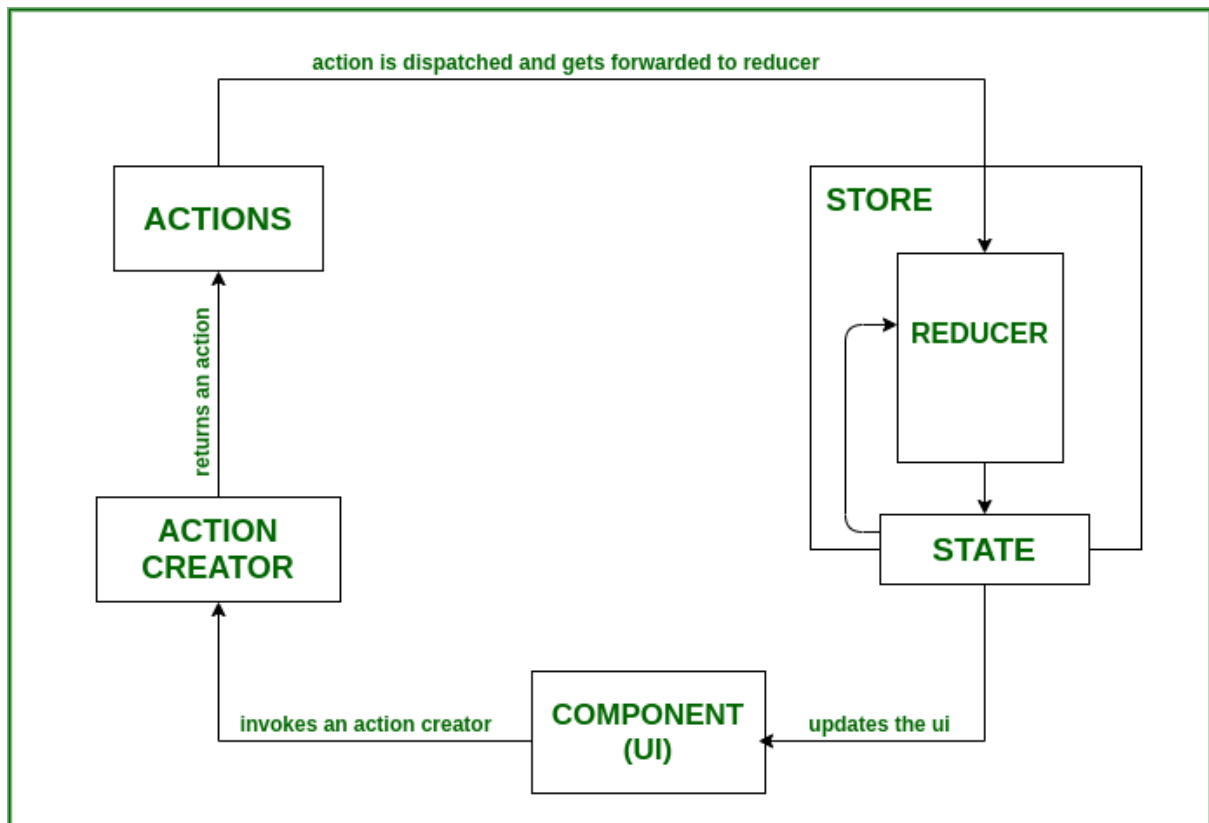 action is dispatched and gets forwarded to reducer
ACTIONS
STORE
REDUCER
returns an action
ACTION
CREATOR
STATE
COMPONENT
(UI)
invokes an action creator
updates the ui